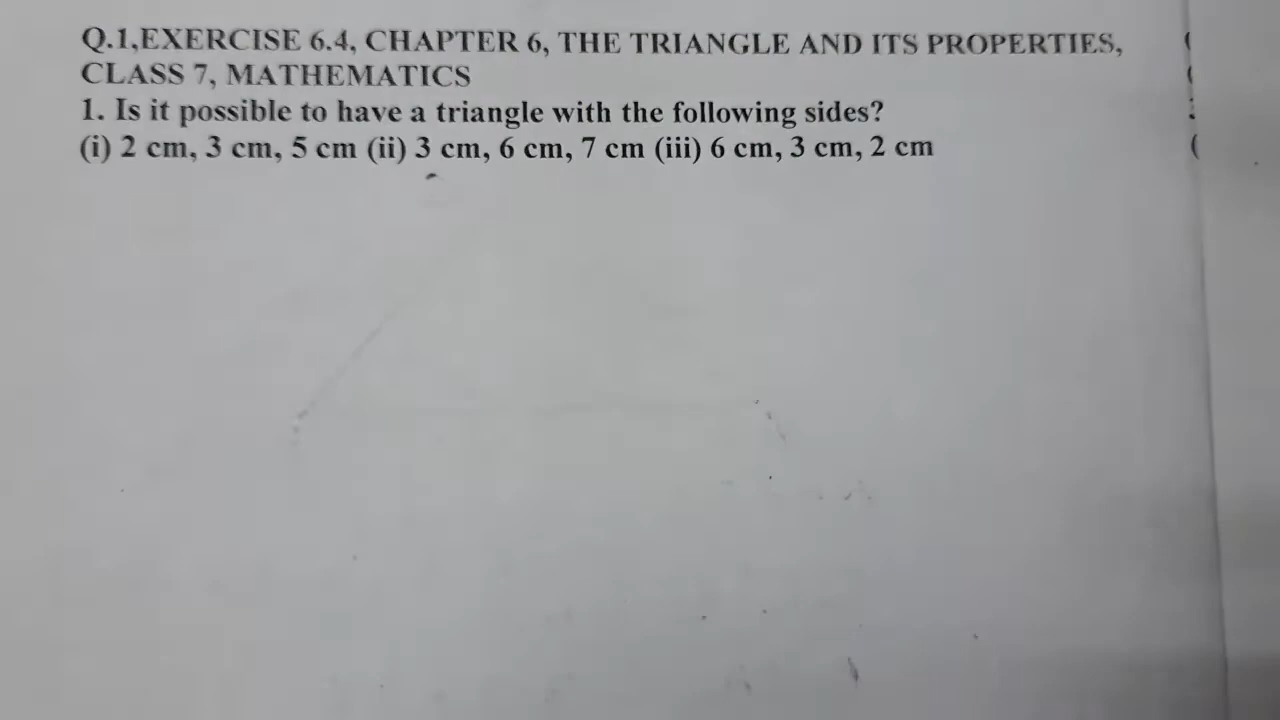 Q.1,EXERCISE 6.4, CHAPTER 6, THE TRIANGLE AND ITS PROPERTIES,
CLASS 7, MATHEMATICS
1. Is it possible to have a triangle with the following sides?
(i) 2 cm, 3 cm, 5 cm (ii) 3 cm, 6 cm, 7 cm (iii) 6 cm, 3 cm, 2 cm